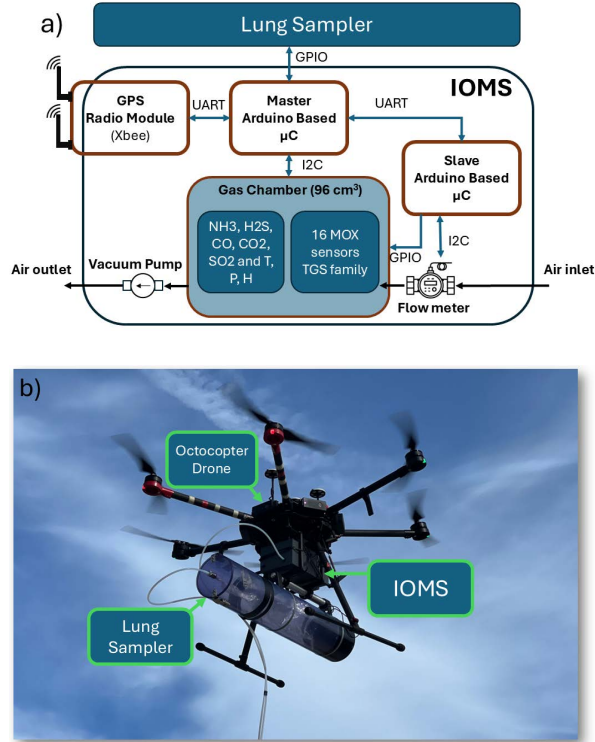 a)
Lung Sampler
GPIO
IOMS
GPS
Radio Module
(Xbee)
UART
Master
Arduino Based
µC
UART
I2C
Slave
Arduino Based
µC
Gas Chamber (96 cm³)
NH3, H2S,
CO, CO2,
SO2 and T,
P, H
16 MOX
sensors
TGS family
GPIO
I2C
Air outlet
Vacuum Pump
Flow meter
Air inlet
b)
Octocopter
Drone
IOMS
Lung
Sampler